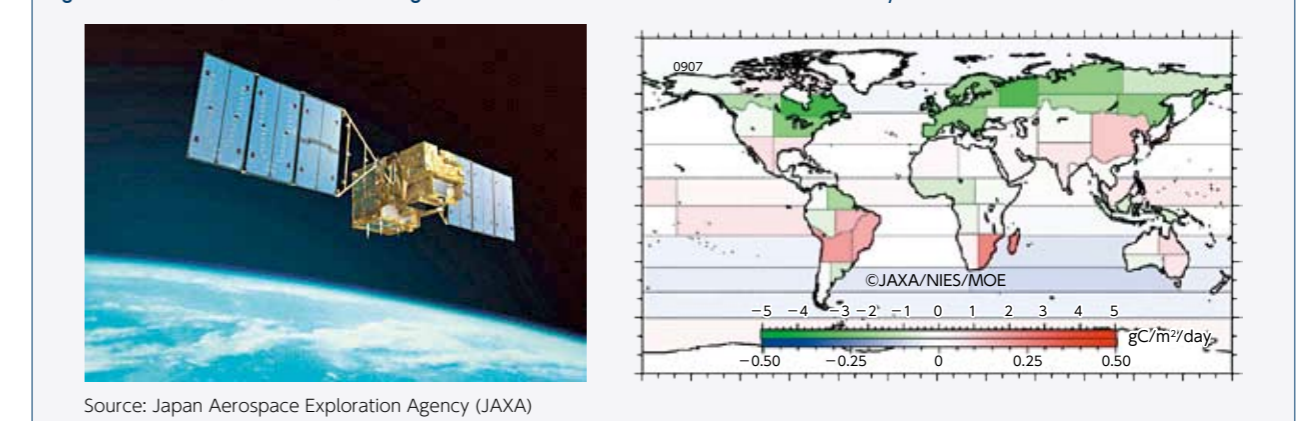 0907
©JAXA/NIES/MOE
−5 −4 −3 −2 −1 0 1 2 3 4 5
gC/m²/day
−0.50 −0.25 0 0.25 0.50
Source: Japan Aerospace Exploration Agency (JAXA)